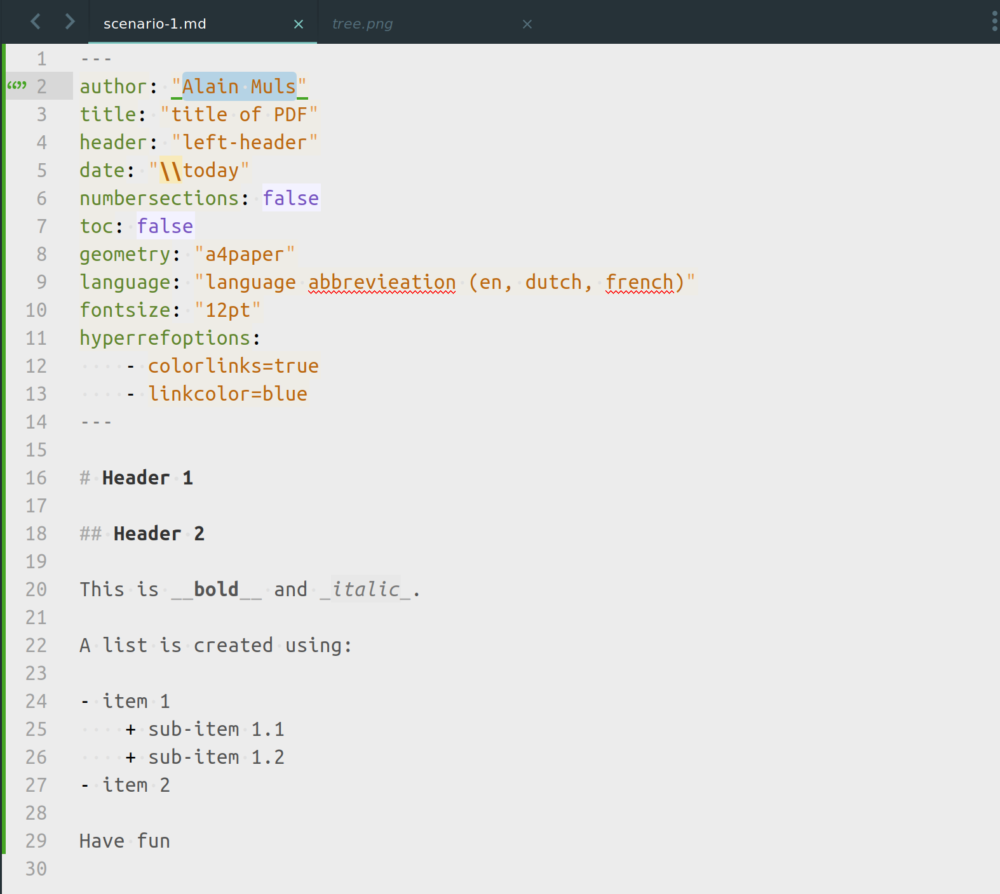 scenario-1.md tree.png
1 ---
2 author: "Alain Muls"
3 title: "title of PDF"
4 header: "left-header"
5 date: "\\today"
6 numbersections: false
7 toc: false
8 geometry: "a4paper"
9 language: "language abbrevieation (en, dutch, french)"
10 fontsize: "12pt"
11 hyperrefoptions:
12     - colorlinks=true
13     - linkcolor=blue
14 ---
15
16 # Header 1
17
18 ## Header 2
19
20 This is __bold__ and _italic_.
21
22 A list is created using:
23
24 - item 1
25     + sub-item 1.1
26     + sub-item 1.2
27 - item 2
28
29 Have fun
30